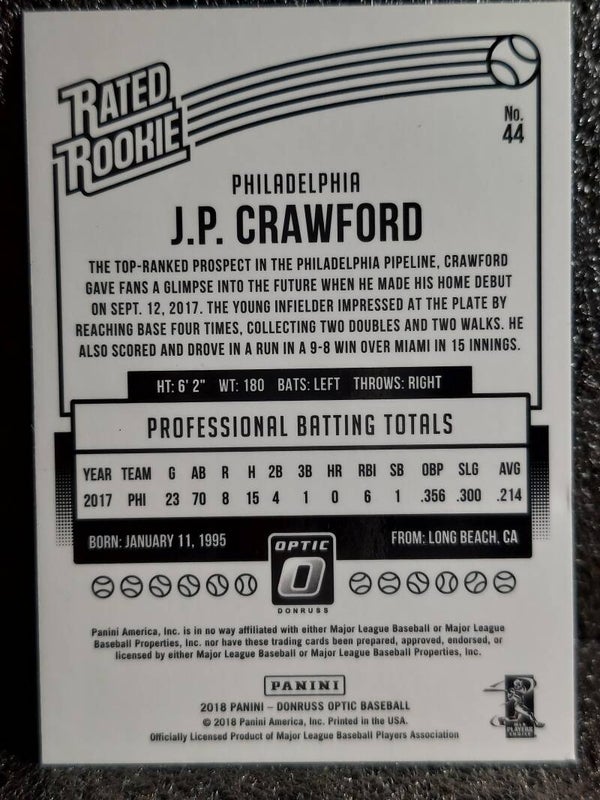 RATED
ROOKIE
No.
44
PHILADELPHIA
J.P. CRAWFORD
THE TOP-RANKED PROSPECT IN THE PHILADELPHIA PIPELINE, CRAWFORD
GAVE FANS A GLIMPSE INTO THE FUTURE WHEN HE MADE HIS HOME DEBUT
ON SEPT. 12, 2017. THE YOUNG INFIELDER IMPRESSED AT THE PLATE BY
REACHING BASE FOUR TIMES, COLLECTING TWO DOUBLES AND TWO WALKS. HE
ALSO SCORED AND DROVE IN A RUN IN A 9-8 WIN OVER MIAMI IN 15 INNINGS.
HT: 6' 2" WT: 180 BATS: LEFT THROWS: RIGHT
PROFESSIONAL BATTING TOTALS
YEAR TEAM G AB R H 2B 3B HR RBI SB OBP SLG AVG
2017 PHI 23 70 8 15 4 1 0 6 1 .356 .300 .214
BORN: JANUARY 11, 1995
FROM: LONG BEACH, CA
OPTIC
DONRUSS
Panini America, Inc. is in no way affiliated with either Major League Baseball or Major League
Baseball Properties, Inc. nor have these trading cards been prepared, approved, endorsed, or
licensed by either Major League Baseball or Major League Baseball Properties, Inc.
PANINI
2018 PANINI – DONRUSS OPTIC BASEBALL
© 2018 Panini America, Inc. Printed in the USA.
Officially Licensed Product of Major League Baseball Players Association
PLAYERS